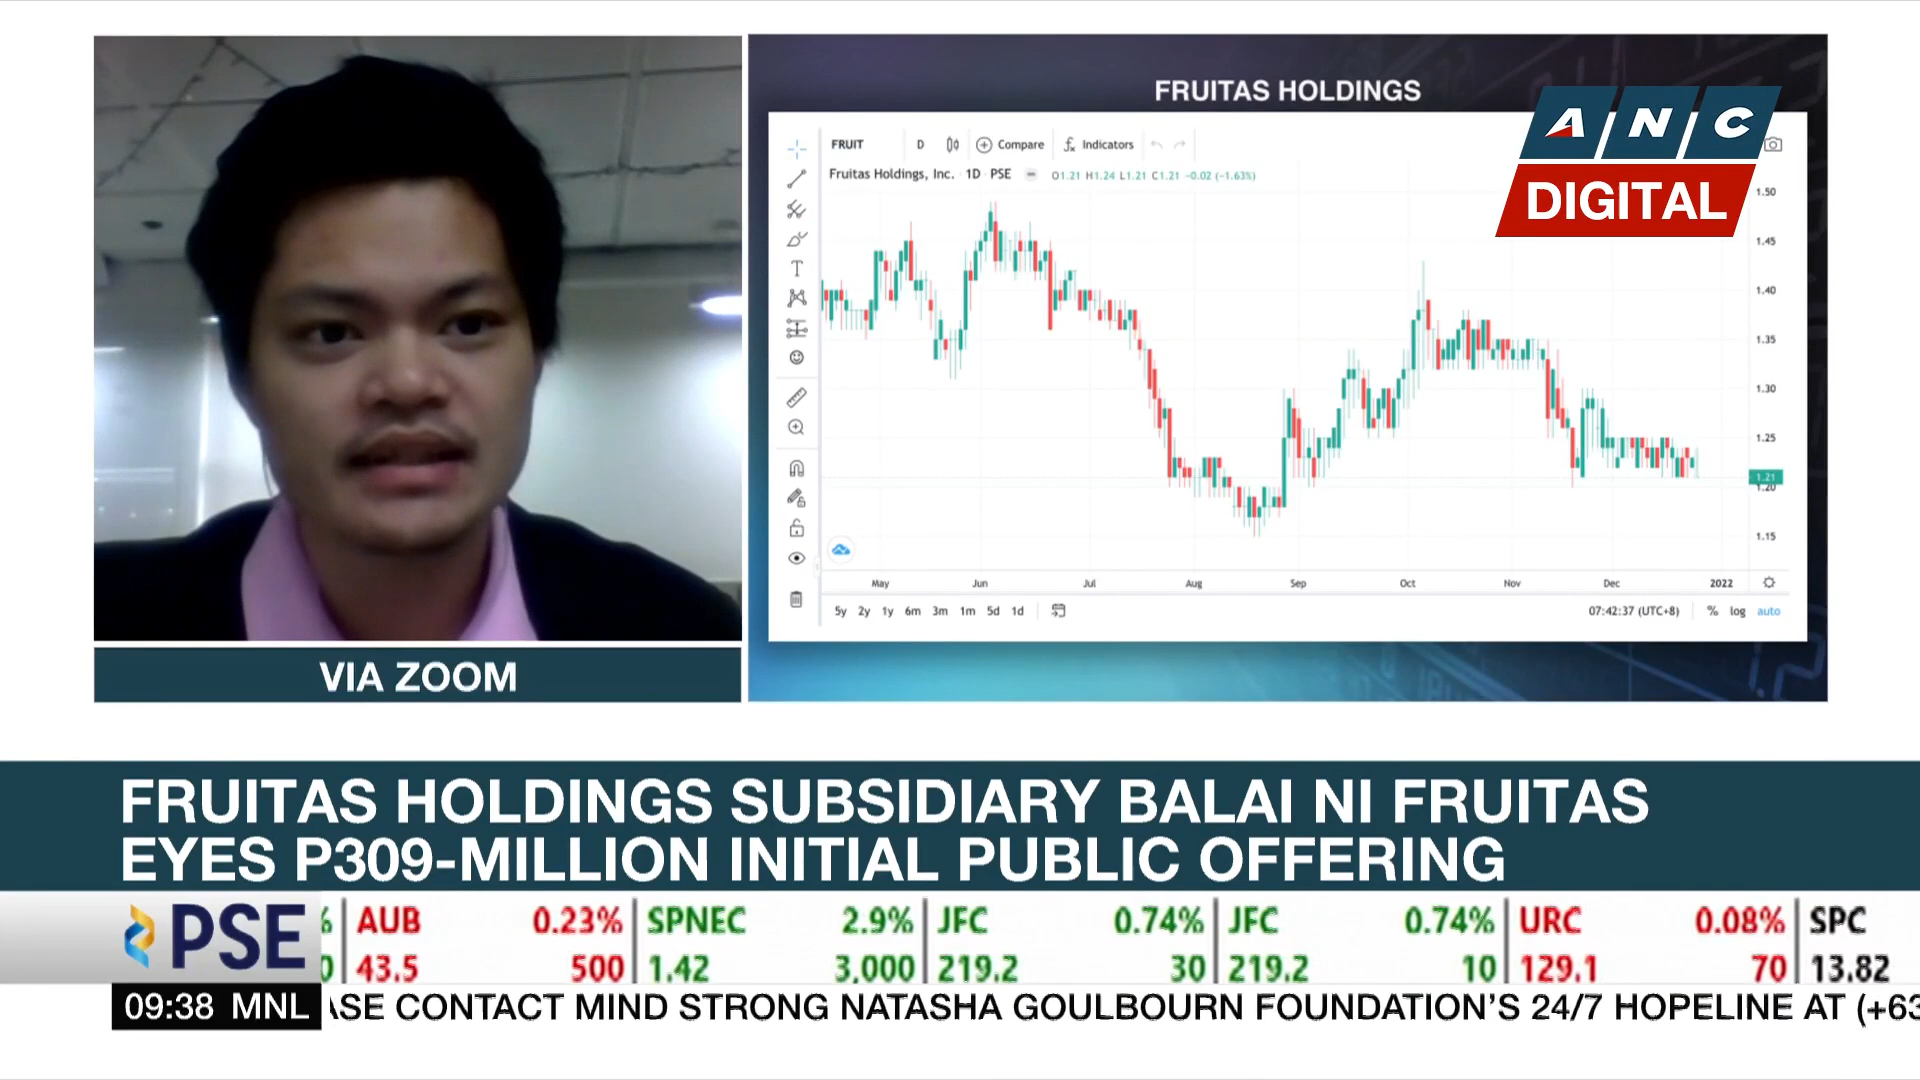 FRUITAS HOLDINGS
ANC
DIGITAL
FRUIT D Compare Indicators
Fruitas Holdings, Inc. · 1D · PSE O1.21 H1.24 L1.21 C1.21 -0.02 (-1.63%)
1.50
1.45
1.40
1.35
1.30
1.25
1.21
1.20
1.15
May Jun Jul Aug Sep Oct Nov Dec 2022
5y 2y 1y 6m 3m 1m 5d 1d 07:42:37 (UTC+8) % log auto
VIA ZOOM
FRUITAS HOLDINGS SUBSIDIARY BALAI NI FRUITAS
EYES P309-MILLION INITIAL PUBLIC OFFERING
PSE
% AUB 0.23% SPNEC 2.9% JFC 0.74% JFC 0.74% URC 0.08% SPC
0 43.5 500 1.42 3,000 219.2 30 219.2 10 129.1 70 13.82
09:38 MNL ASE CONTACT MIND STRONG NATASHA GOULBOURN FOUNDATION'S 24/7 HOPELINE AT (+63